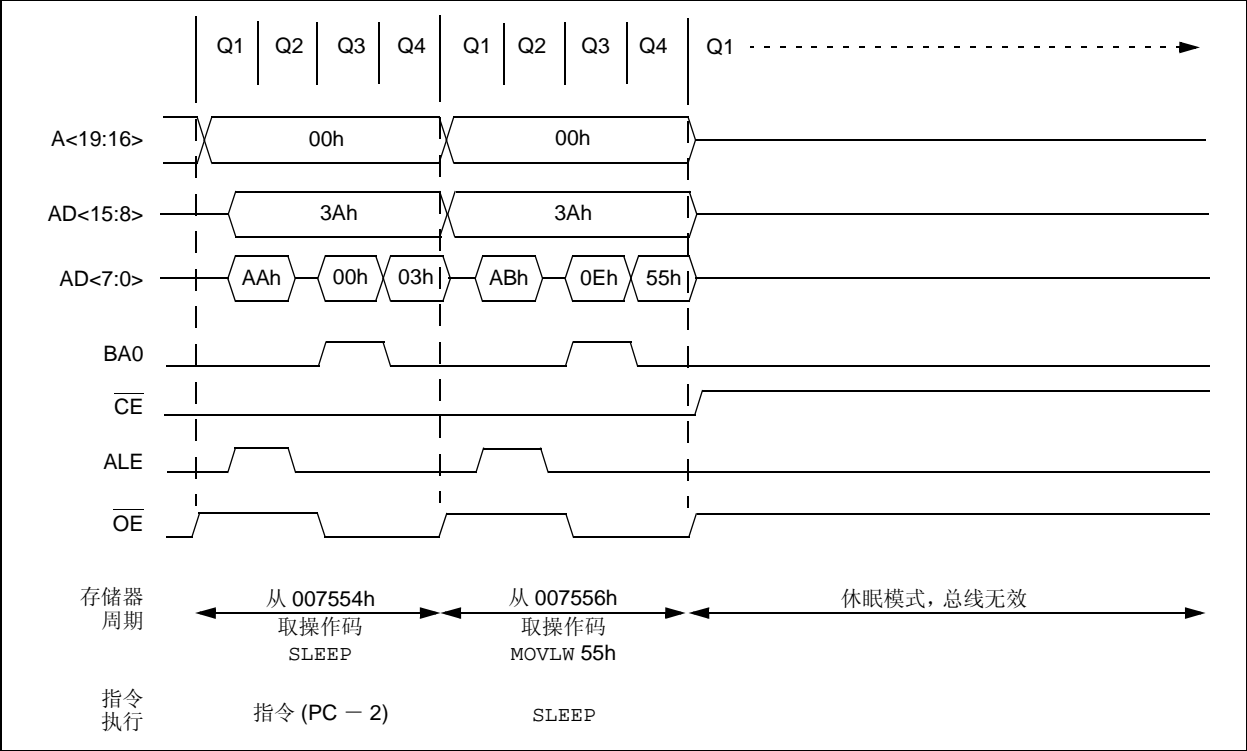 Q1 Q2 Q3 Q4 Q1 Q2 Q3 Q4 Q1
A<19:16> 00h 00h
AD<15:8> 3Ah 3Ah
AD<7:0> AAh 00h 03h ABh 0Eh 55h
BA0
CE
ALE
OE
存储器
周期
从 007554h
取操作码
SLEEP
从 007556h
取操作码
MOVLW 55h
休眠模式，总线无效
指令
执行
指令 (PC － 2)
SLEEP